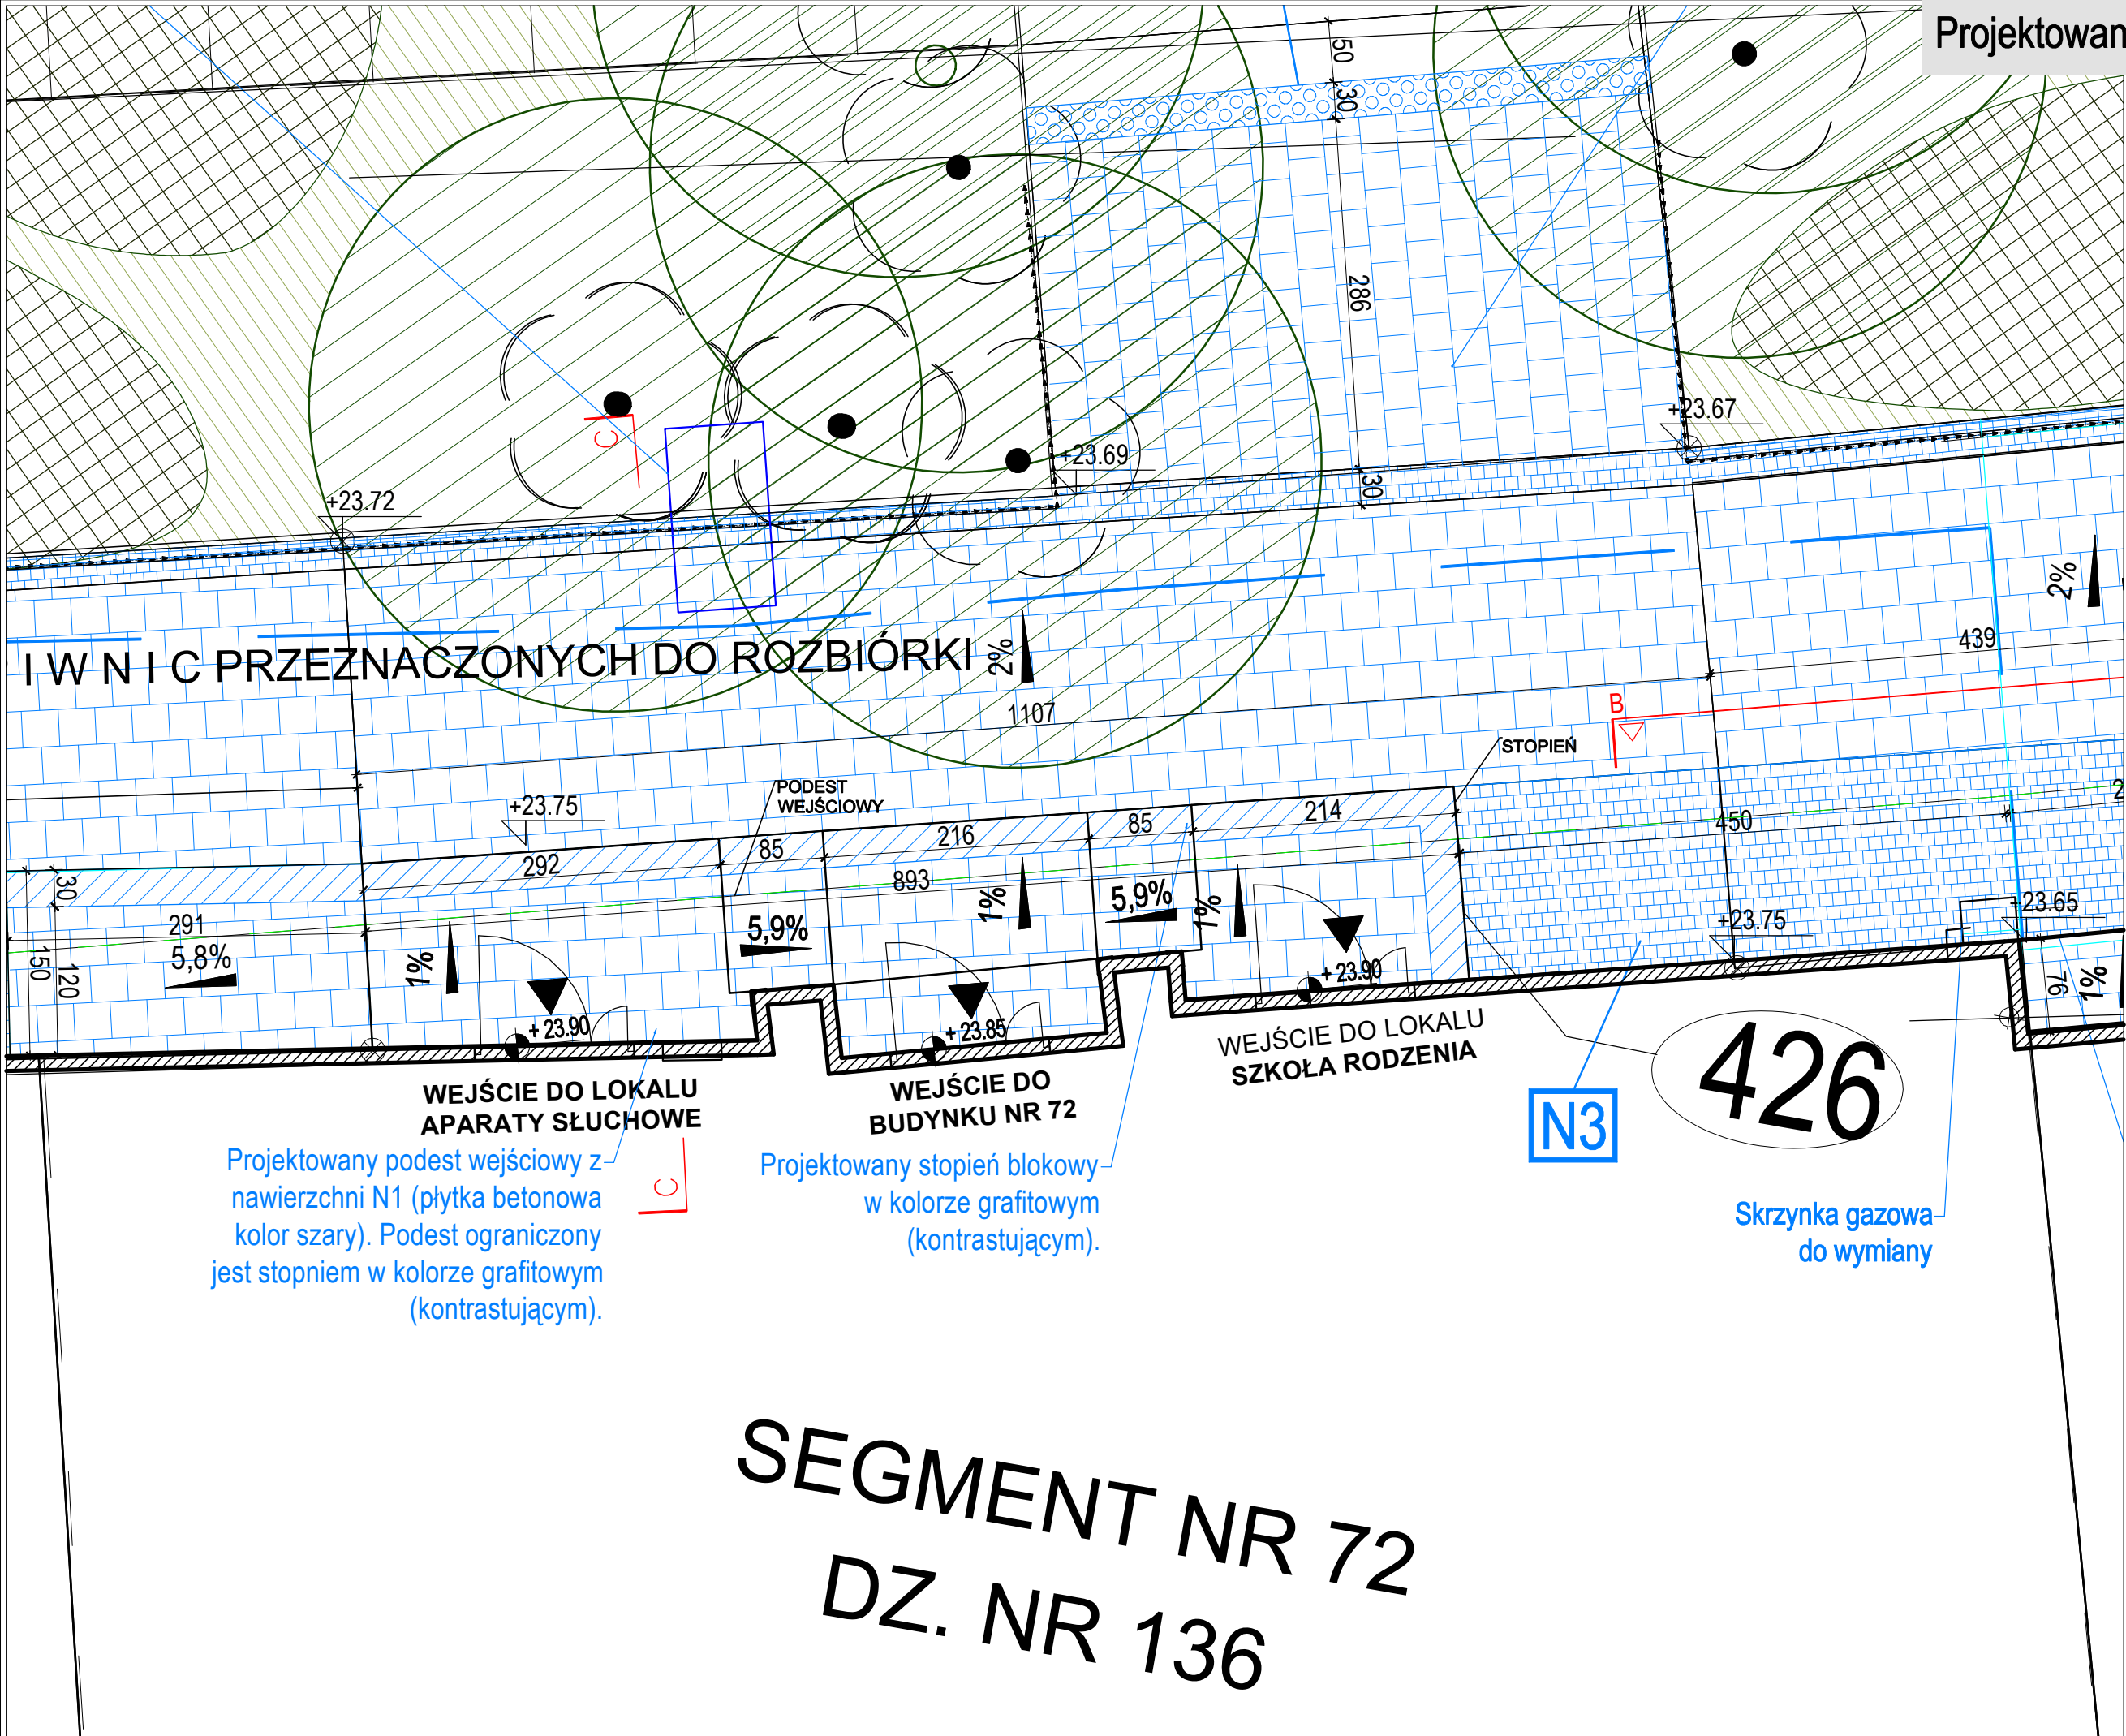 Projektowan
50
30
286
+23.67
+23.69
30
+23.72
C
2%
439
I W N I C PRZEZNACZONYCH DO ROZBIÓRKI
2%
1107
B
STOPIEŃ
PODEST
WEJŚCIOWY
+23.75
292
85
216
85
214
450
2
30
291
150
120
5,8%
893
1%
5,9%
1%
5,9%
1%
+23.75
+23.65
76
1%
+ 23.90
+ 23.85
+ 23.90
WEJŚCIE DO LOKALU
APARATY SŁUCHOWE
WEJŚCIE DO
BUDYNKU NR 72
WEJŚCIE DO LOKALU
SZKOŁA RODZENIA
N3
426
Projektowany podest wejściowy z
nawierzchni N1 (płytka betonowa
kolor szary). Podest ograniczony
jest stopniem w kolorze grafitowym
(kontrastującym).
C
Projektowany stopień blokowy
w kolorze grafitowym
(kontrastującym).
Skrzynka gazowa
do wymiany
SEGMENT NR 72
DZ. NR 136